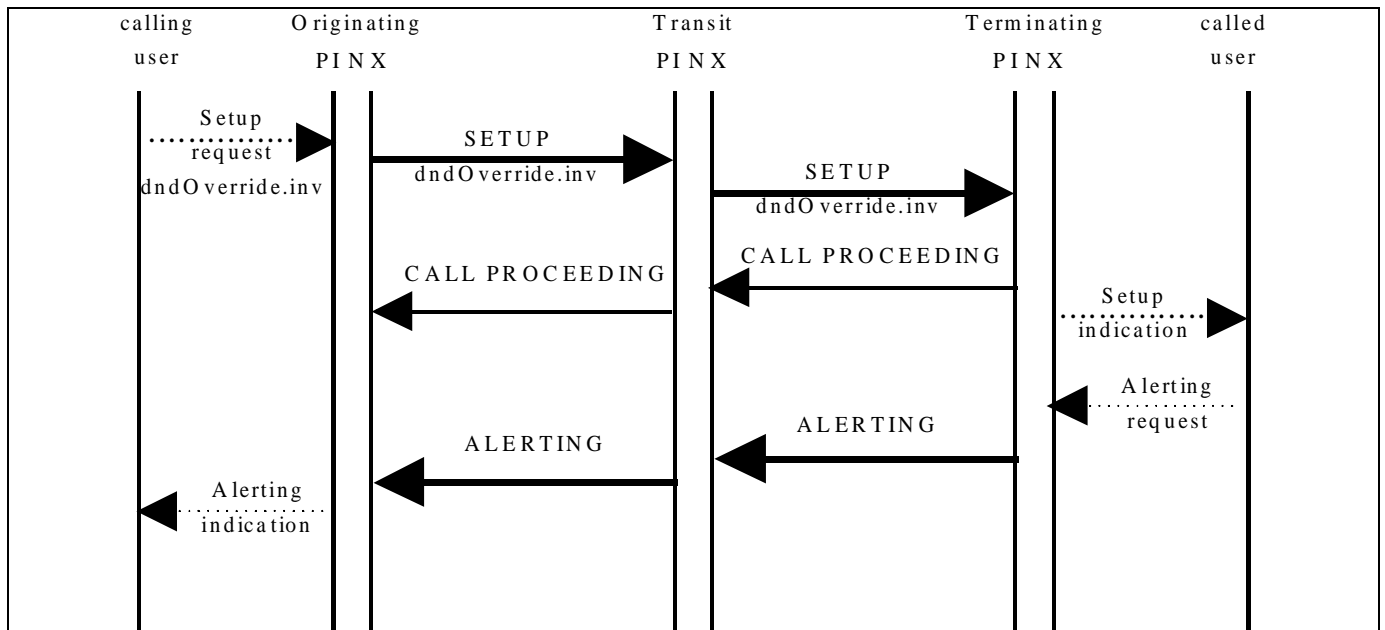 calling Originating Transit Terminating called
user PINX PINX PINX user
Setup
request
dndOverride.inv
SETUP
dndOverride.inv
SETUP
dndOverride.inv
CALL PROCEEDING
CALL PROCEEDING
Setup
indication
Alerting
request
ALERTING
ALERTING
Alerting
indication